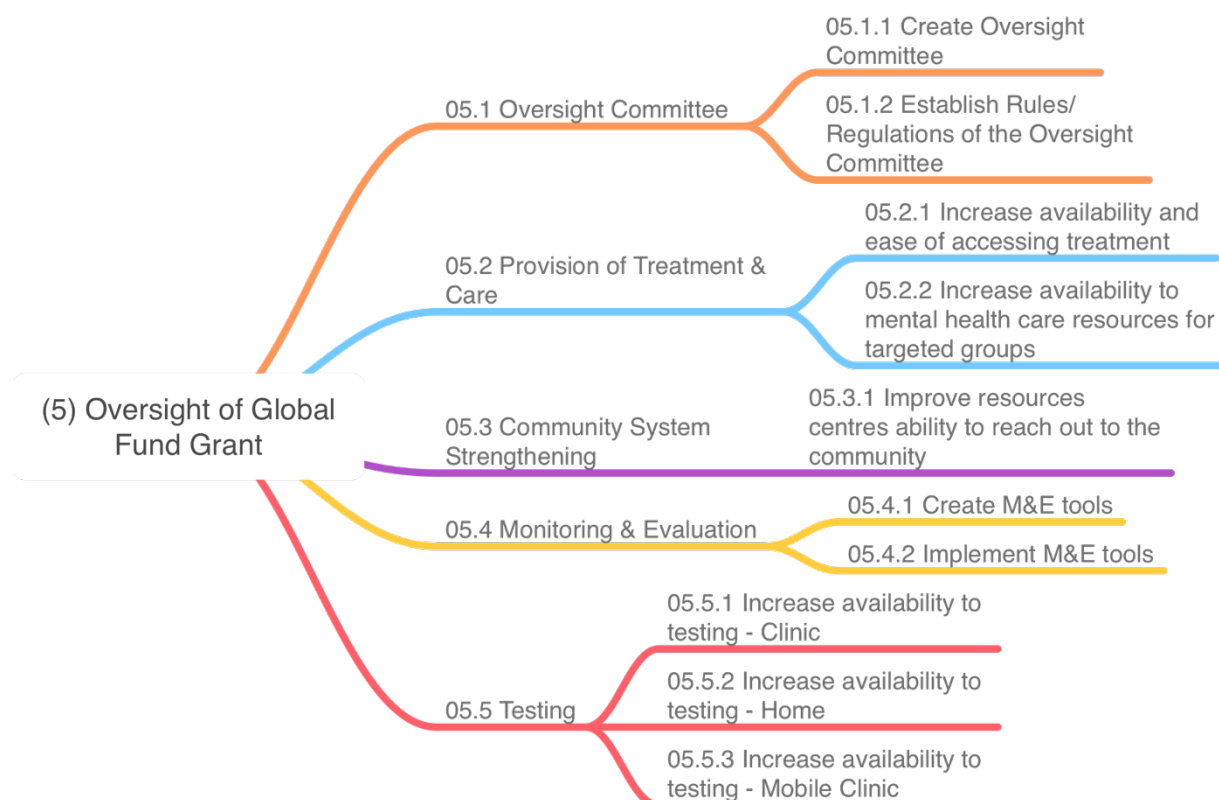 (5) Oversight of Global
Fund Grant
05.1 Oversight Committee
05.1.1 Create Oversight
Committee
05.1.2 Establish Rules/
Regulations of the Oversight
Committee
05.2 Provision of Treatment &
Care
05.2.1 Increase availability and
ease of accessing treatment
05.2.2 Increase availability to
mental health care resources for
targeted groups
05.3 Community System
Strengthening
05.3.1 Improve resources
centres ability to reach out to the
community
05.4 Monitoring & Evaluation
05.4.1 Create M&E tools
05.4.2 Implement M&E tools
05.5 Testing
05.5.1 Increase availability to
testing - Clinic
05.5.2 Increase availability to
testing - Home
05.5.3 Increase availability to
testing - Mobile Clinic